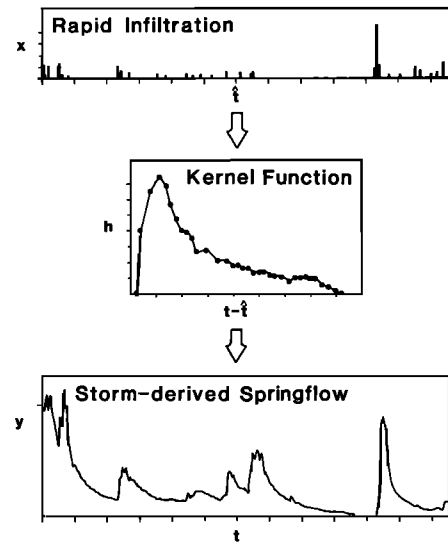 Rapid Infiltration
x
t̂
Kernel Function
h
t-t̂
Storm-derived Springflow
y
t